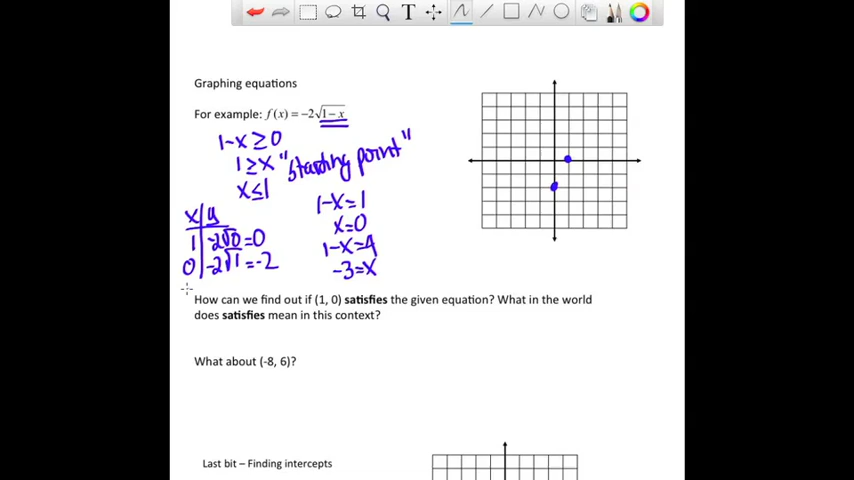 T
Graphing equations
For example: f(x) = −2√1 − x
1-x ≥ 0
1 ≥ x "starting point"
x ≤ 1
x | y
1 | -2√0 = 0
0 | -2√1 = -2
1-x=1
x=0
1-x=4
-3=x
How can we find out if (1, 0) satisfies the given equation? What in the world
does satisfies mean in this context?
What about (-8, 6)?
Last bit – Finding intercepts